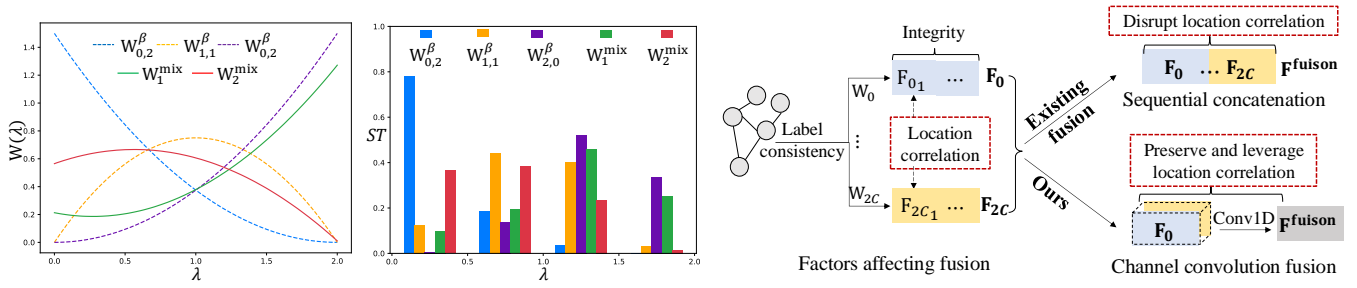 W^β_{0,2} W^β_{1,1} W^β_{0,2}
W^mix_1 W^mix_2
W(λ)
1.4
1.2
1.0
0.8
0.6
0.4
0.2
0.0
0.0 0.5 1.0 1.5 2.0
λ
W^β_{0,2} W^β_{1,1} W^β_{2,0} W^mix_1 W^mix_2
ST
1.0
0.8
0.6
0.4
0.2
0.0
0.0 0.5 1.0 1.5 2.0
λ
Integrity
W_0
F_{0_1} ... F_0
Label
consistency
⋮
Location
correlation
W_{2C}
F_{2C_1} ... F_{2C}
Factors affecting fusion
Existing
fusion
Ours
Disrupt location correlation
F_0 ... F_{2C} F^fuison
Sequential concatenation
Preserve and leverage
location correlation
F_0 Conv1D F^fuison
Channel convolution fusion